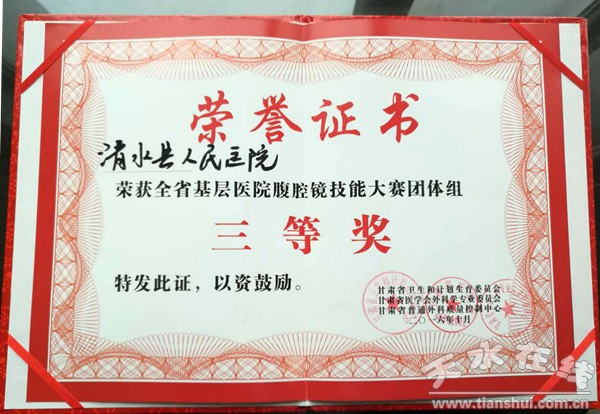 荣誉证书
清水县人民医院
荣获全省基层医院腹腔镜技能大赛团体组
三等奖
特发此证，以资鼓励。
甘肃省卫生和计划生育委员会
甘肃省医学会外科学专业委员会
甘肃省普通外科质量控制中心
二〇一六年十月
天水在线
www.tianshui.com.cn